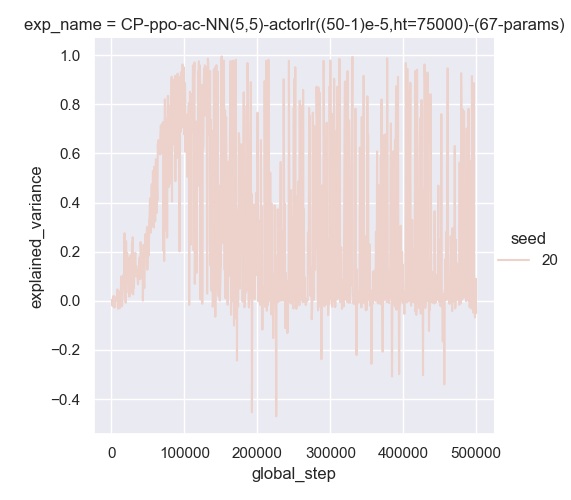 exp_name = CP-ppo-ac-NN(5,5)-actorlr((50-1)e-5,ht=75000)-(67-params)
1.0
0.8
0.6
0.4
0.2
0.0
−0.2
−0.4
explained_variance
0 100000 200000 300000 400000 500000
global_step
seed
20